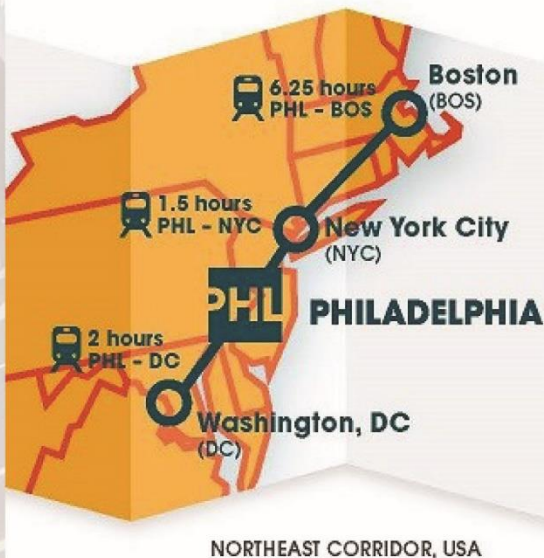 6.25 hours
PHL - BOS
Boston
(BOS)
1.5 hours
PHL - NYC
New York City
(NYC)
PHL
PHILADELPHIA
2 hours
PHL - DC
Washington, DC
(DC)
NORTHEAST CORRIDOR, USA